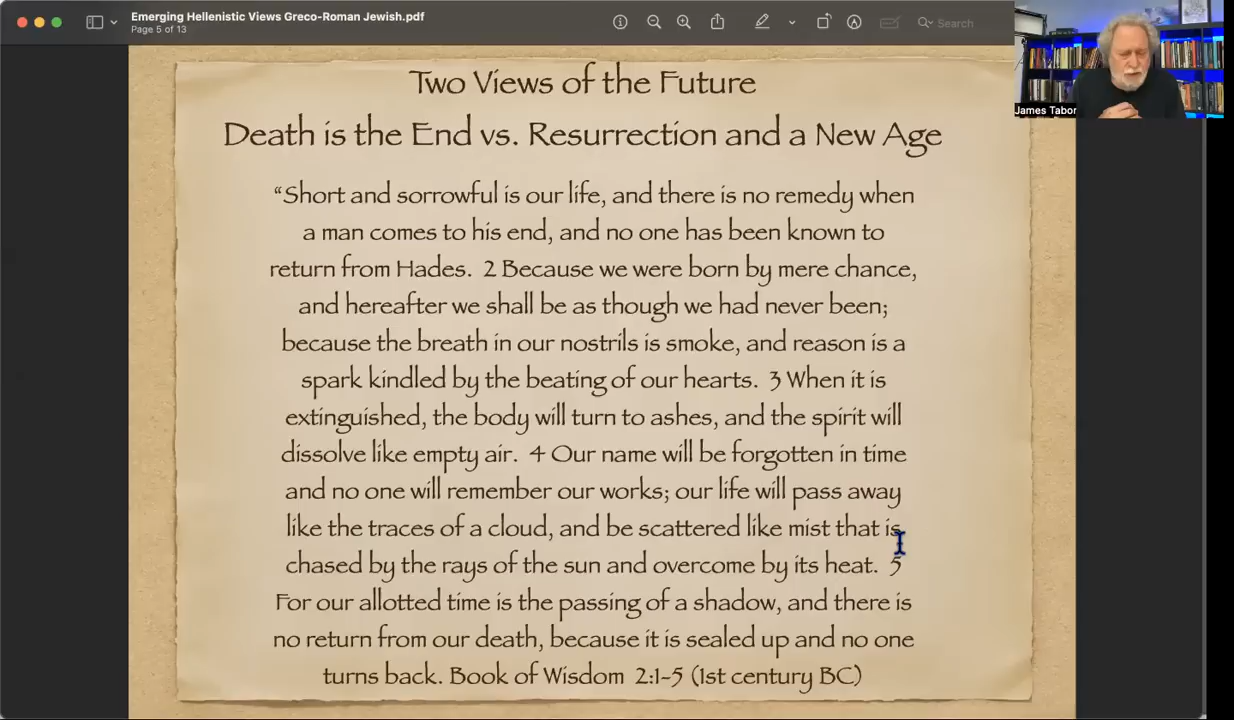 Emerging Hellenistic Views Greco-Roman Jewish.pdf
Page 5 of 13
Search
James Tabor
Two Views of the Future
Death is the End vs. Resurrection and a New Age
“Short and sorrowful is our life, and there is no remedy when
a man comes to his end, and no one has been known to
return from Hades. 2 Because we were born by mere chance,
and hereafter we shall be as though we had never been;
because the breath in our nostrils is smoke, and reason is a
spark kindled by the beating of our hearts. 3 When it is
extinguished, the body will turn to ashes, and the spirit will
dissolve like empty air. 4 Our name will be forgotten in time
and no one will remember our works; our life will pass away
like the traces of a cloud, and be scattered like mist that is
chased by the rays of the sun and overcome by its heat. 5
For our allotted time is the passing of a shadow, and there is
no return from our death, because it is sealed up and no one
turns back. Book of Wisdom 2:1-5 (1st century BC)